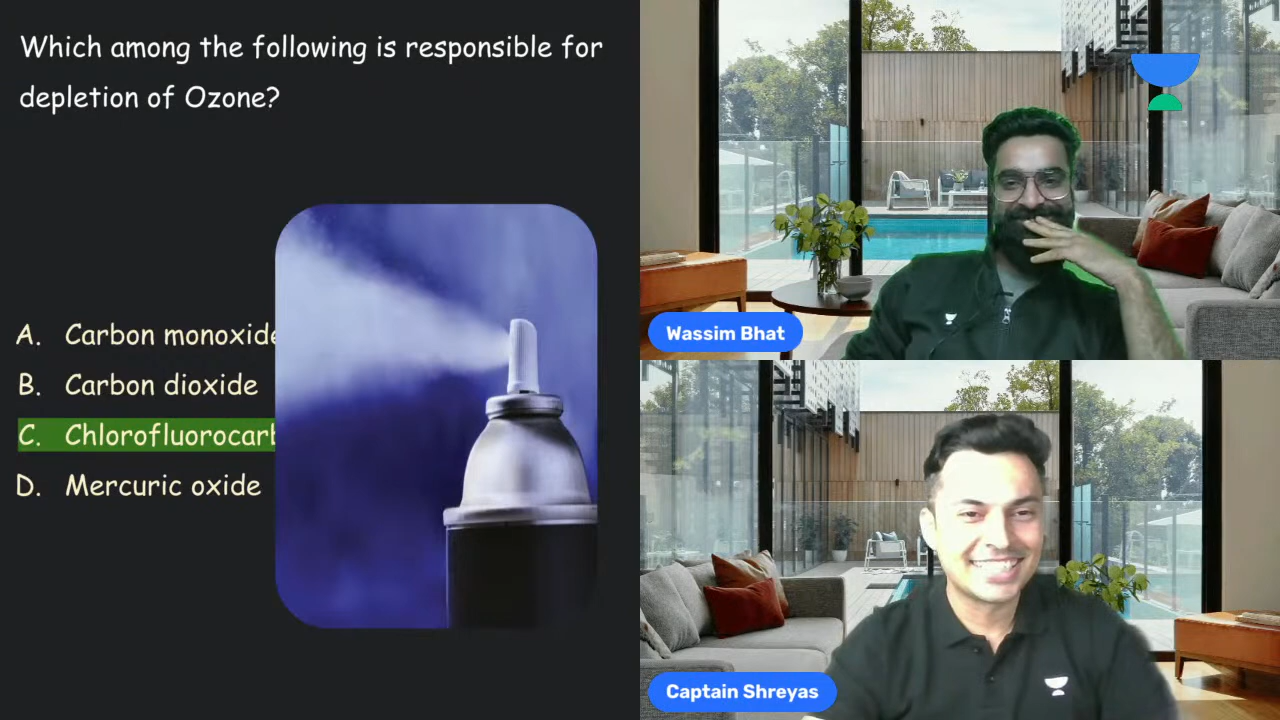 Which among the following is responsible for
depletion of Ozone?
A. Carbon monoxide
B. Carbon dioxide
C. Chlorofluorocarb
D. Mercuric oxide
Wassim Bhat
Captain Shreyas